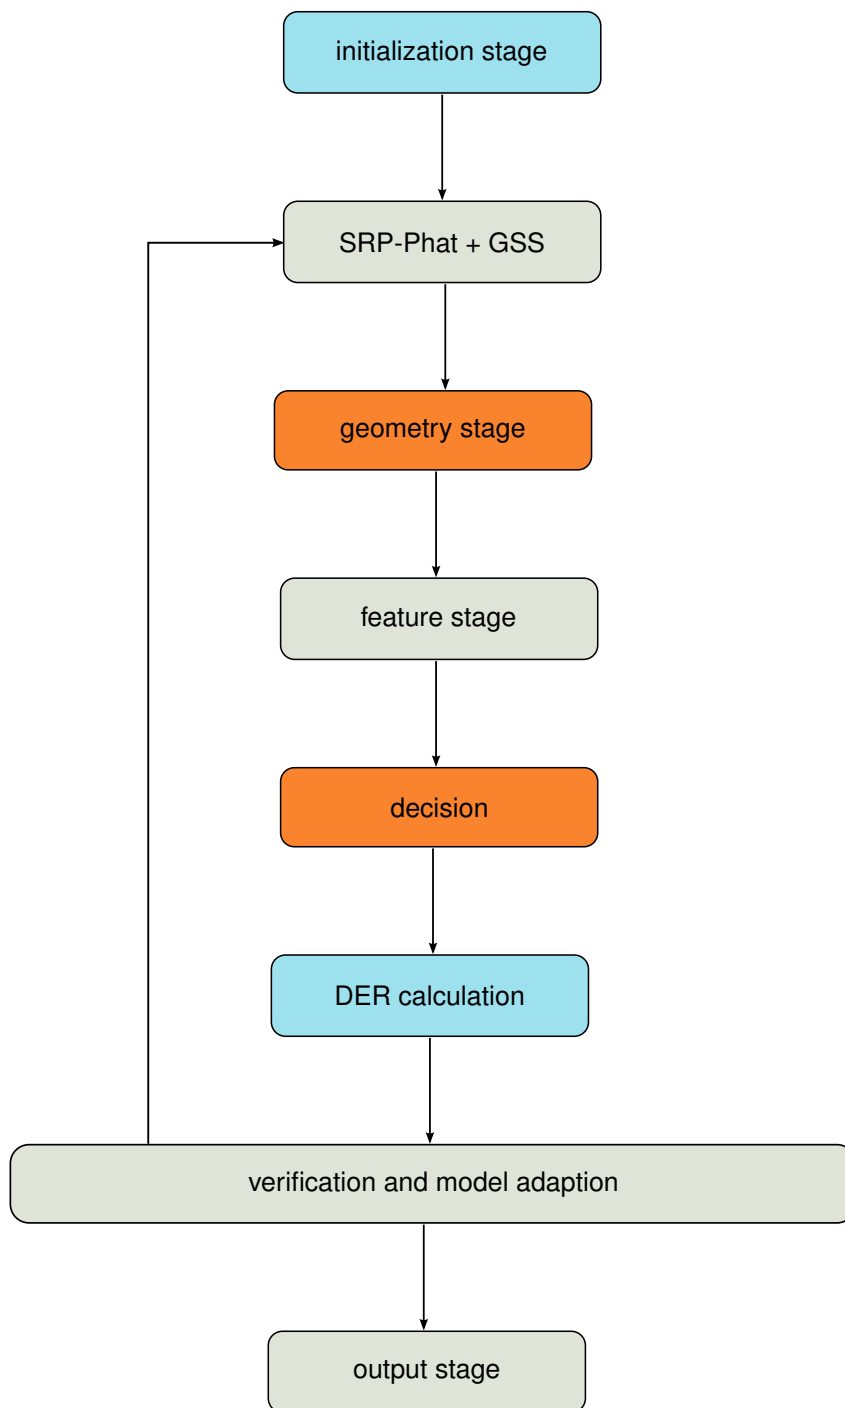 initialization stage
SRP-Phat + GSS
geometry stage
feature stage
decision
DER calculation
verification and model adaption
output stage